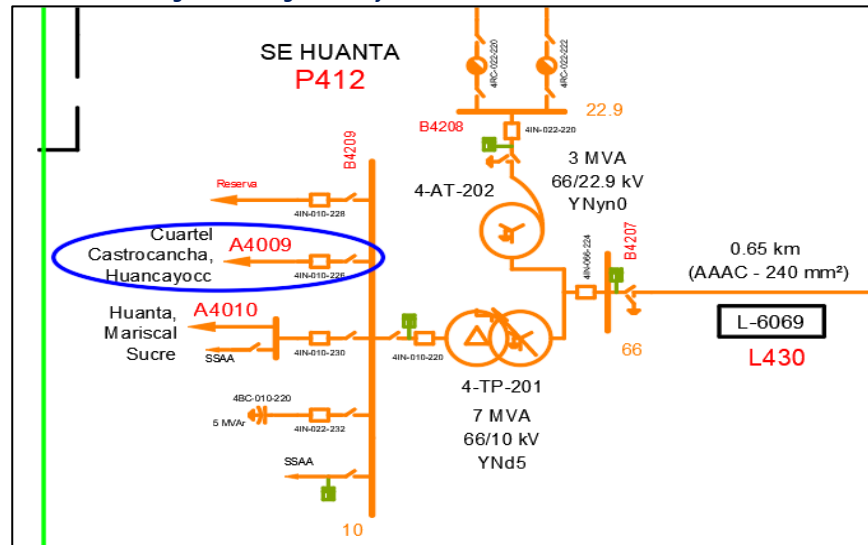 SE HUANTA
P412
4RC-022-220
4RC-022-222
22.9
B4208
4IN-022-220
3 MVA
66/22.9 kV
YNyn0
4-AT-202
B4209
Reserva
4IN-010-228
Cuartel
Castrocancha,
Huancayocc
A4009
4IN-010-226
Huanta,
Mariscal
Sucre
A4010
SSAA
4IN-010-230
4IN-010-220
4BC-010-220
5 MVAr
4IN-022-232
SSAA
10
4-TP-201
7 MVA
66/10 kV
YNd5
4IN-066-224
B4207
66
0.65 km
(AAAC - 240 mm²)
L-6069
L430